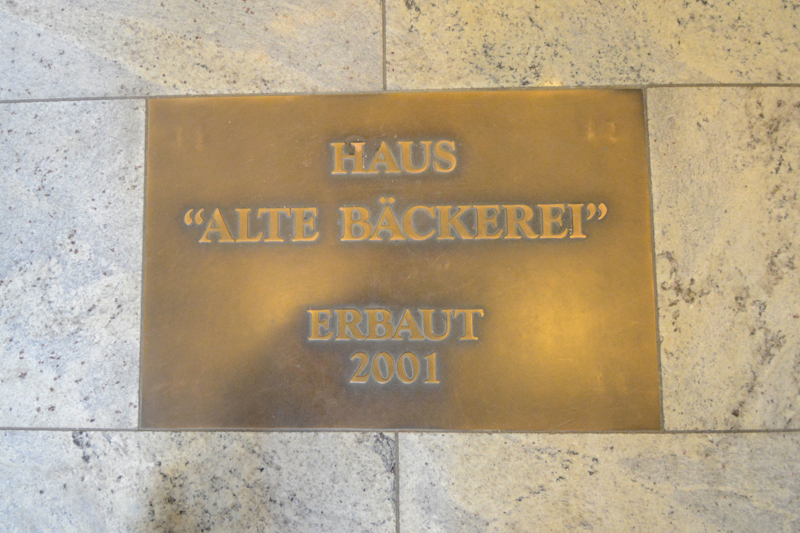 HAUS
“ALTE BÄCKEREI”
ERBAUT
2001